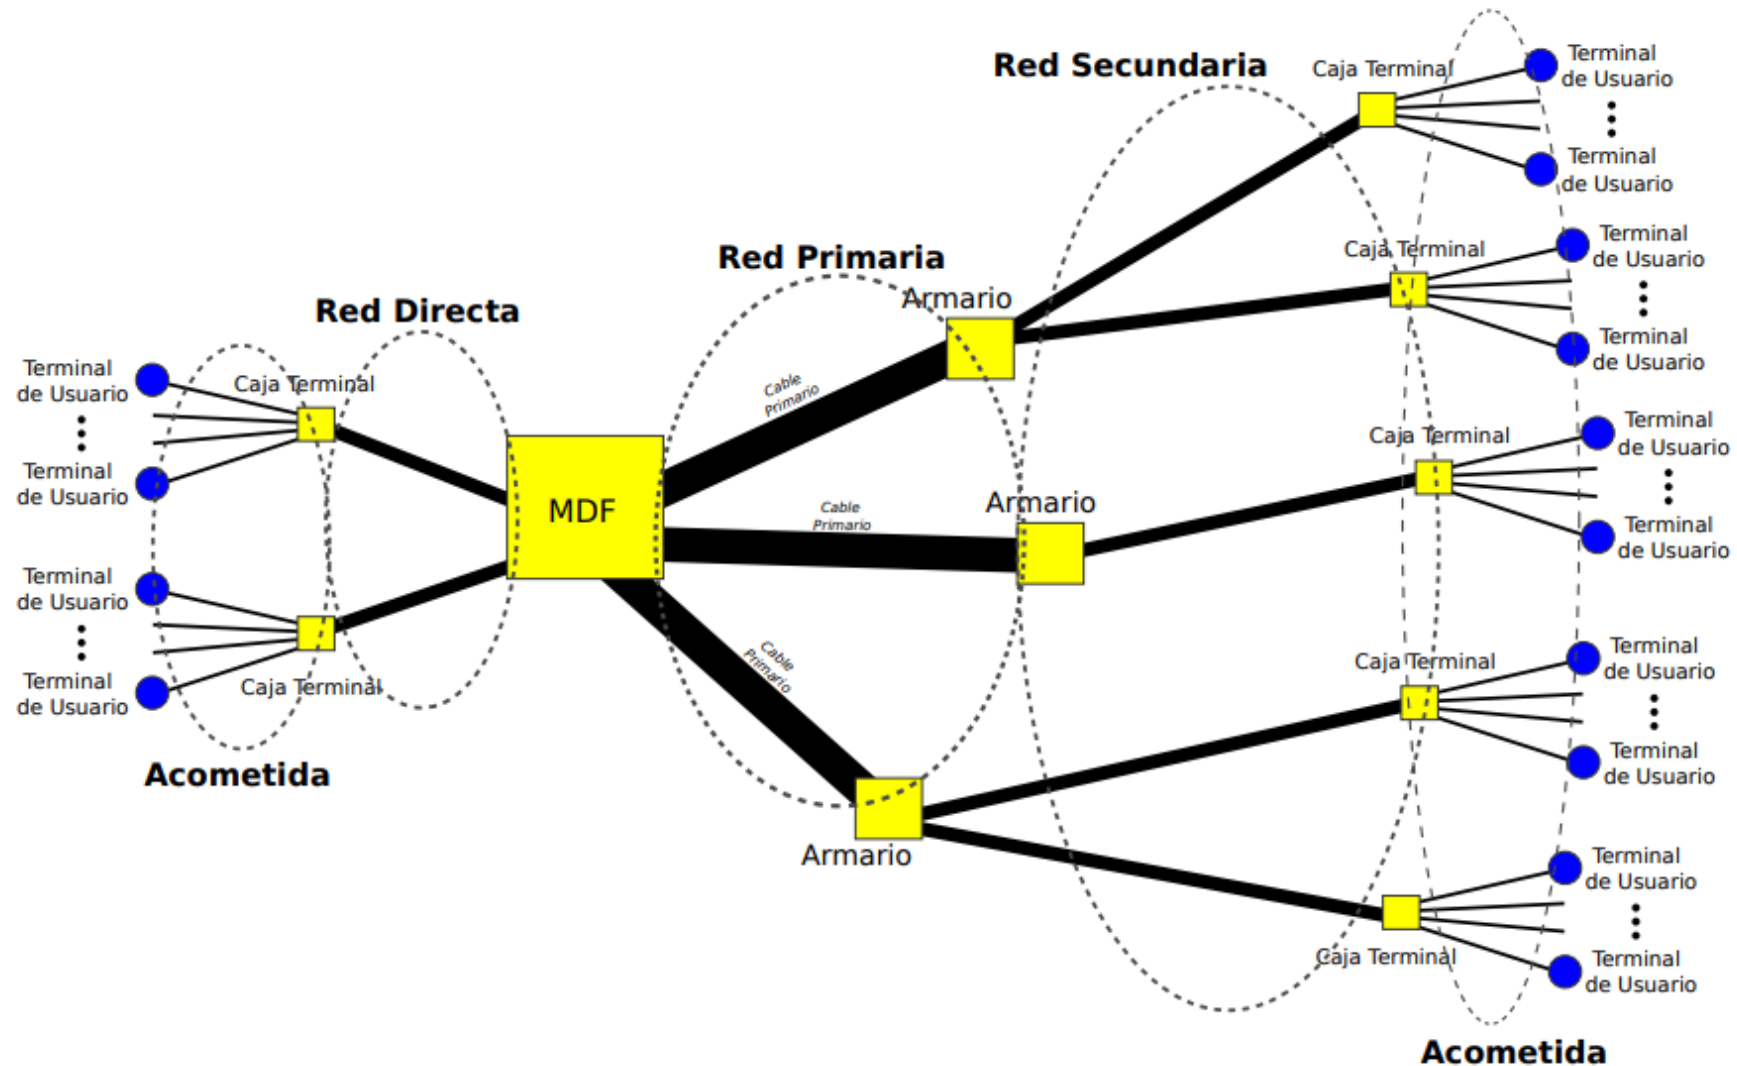 Red Directa
Terminal
de Usuario
Caja Terminal
Terminal
de Usuario
Terminal
de Usuario
Terminal
de Usuario
Caja Terminal
Acometida
MDF
Red Primaria
Armario
Cable
Primario
Armario
Cable
Primario
Cable
Primario
Armario
Red Secundaria
Caja Terminal
Terminal
de Usuario
Terminal
de Usuario
Caja Terminal
Terminal
de Usuario
Terminal
de Usuario
Caja Terminal
Terminal
de Usuario
Terminal
de Usuario
Caja Terminal
Terminal
de Usuario
Terminal
de Usuario
Caja Terminal
Terminal
de Usuario
Terminal
de Usuario
Acometida